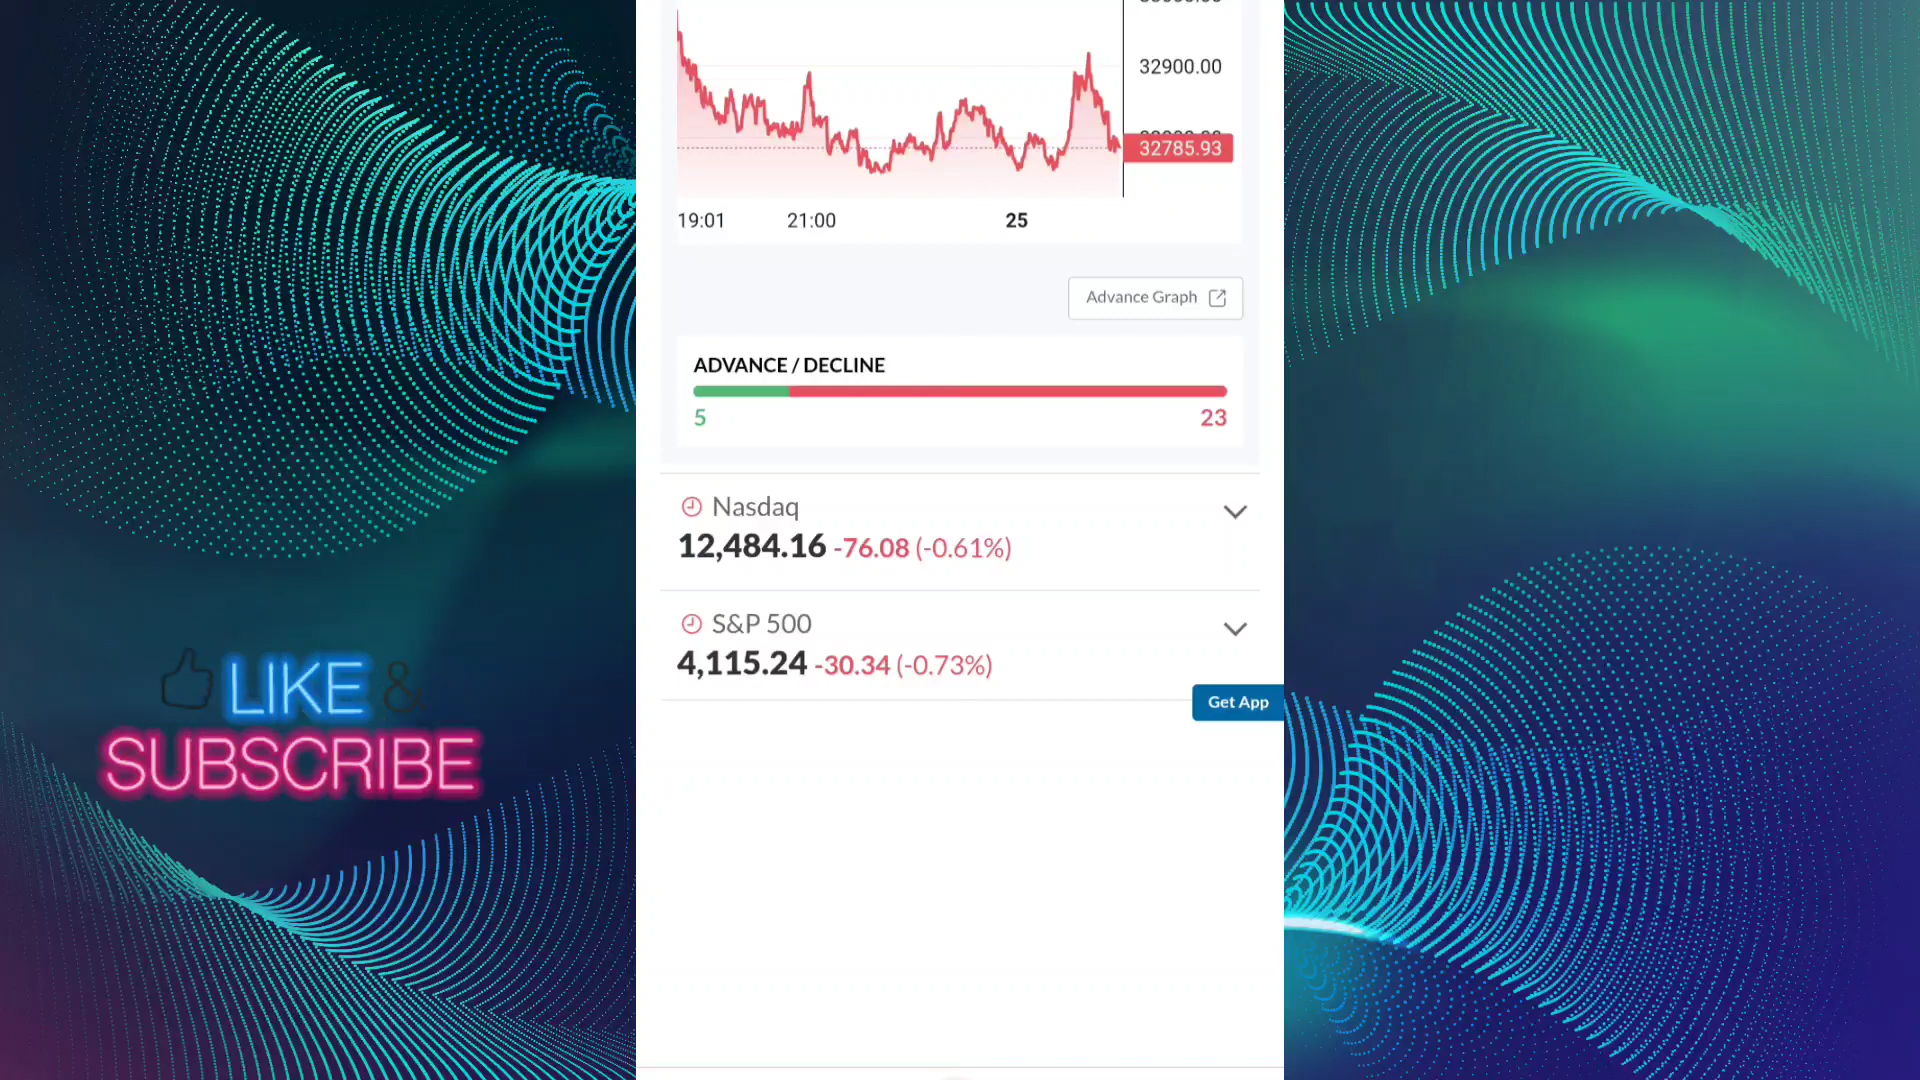 32900.00
32785.93
19:01 21:00 25
Advance Graph
ADVANCE / DECLINE
5 23
Nasdaq
12,484.16 -76.08 (-0.61%)
S&P 500
4,115.24 -30.34 (-0.73%)
Get App
LIKE &
SUBSCRIBE